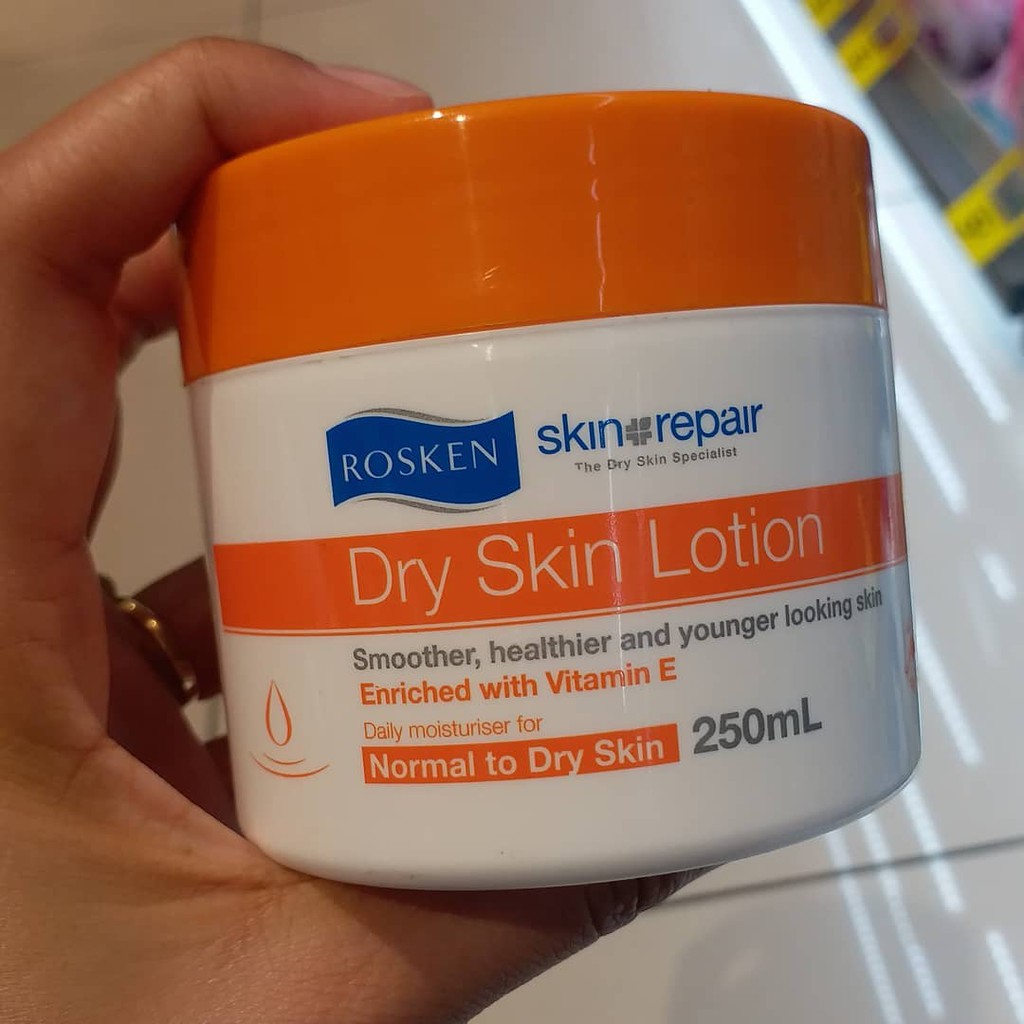 ROSKEN
skin repair
The Dry Skin Specialist
Dry Skin Lotion
Smoother, healthier and younger looking skin
Enriched with Vitamin E
Daily moisturiser for
Normal to Dry Skin
250mL